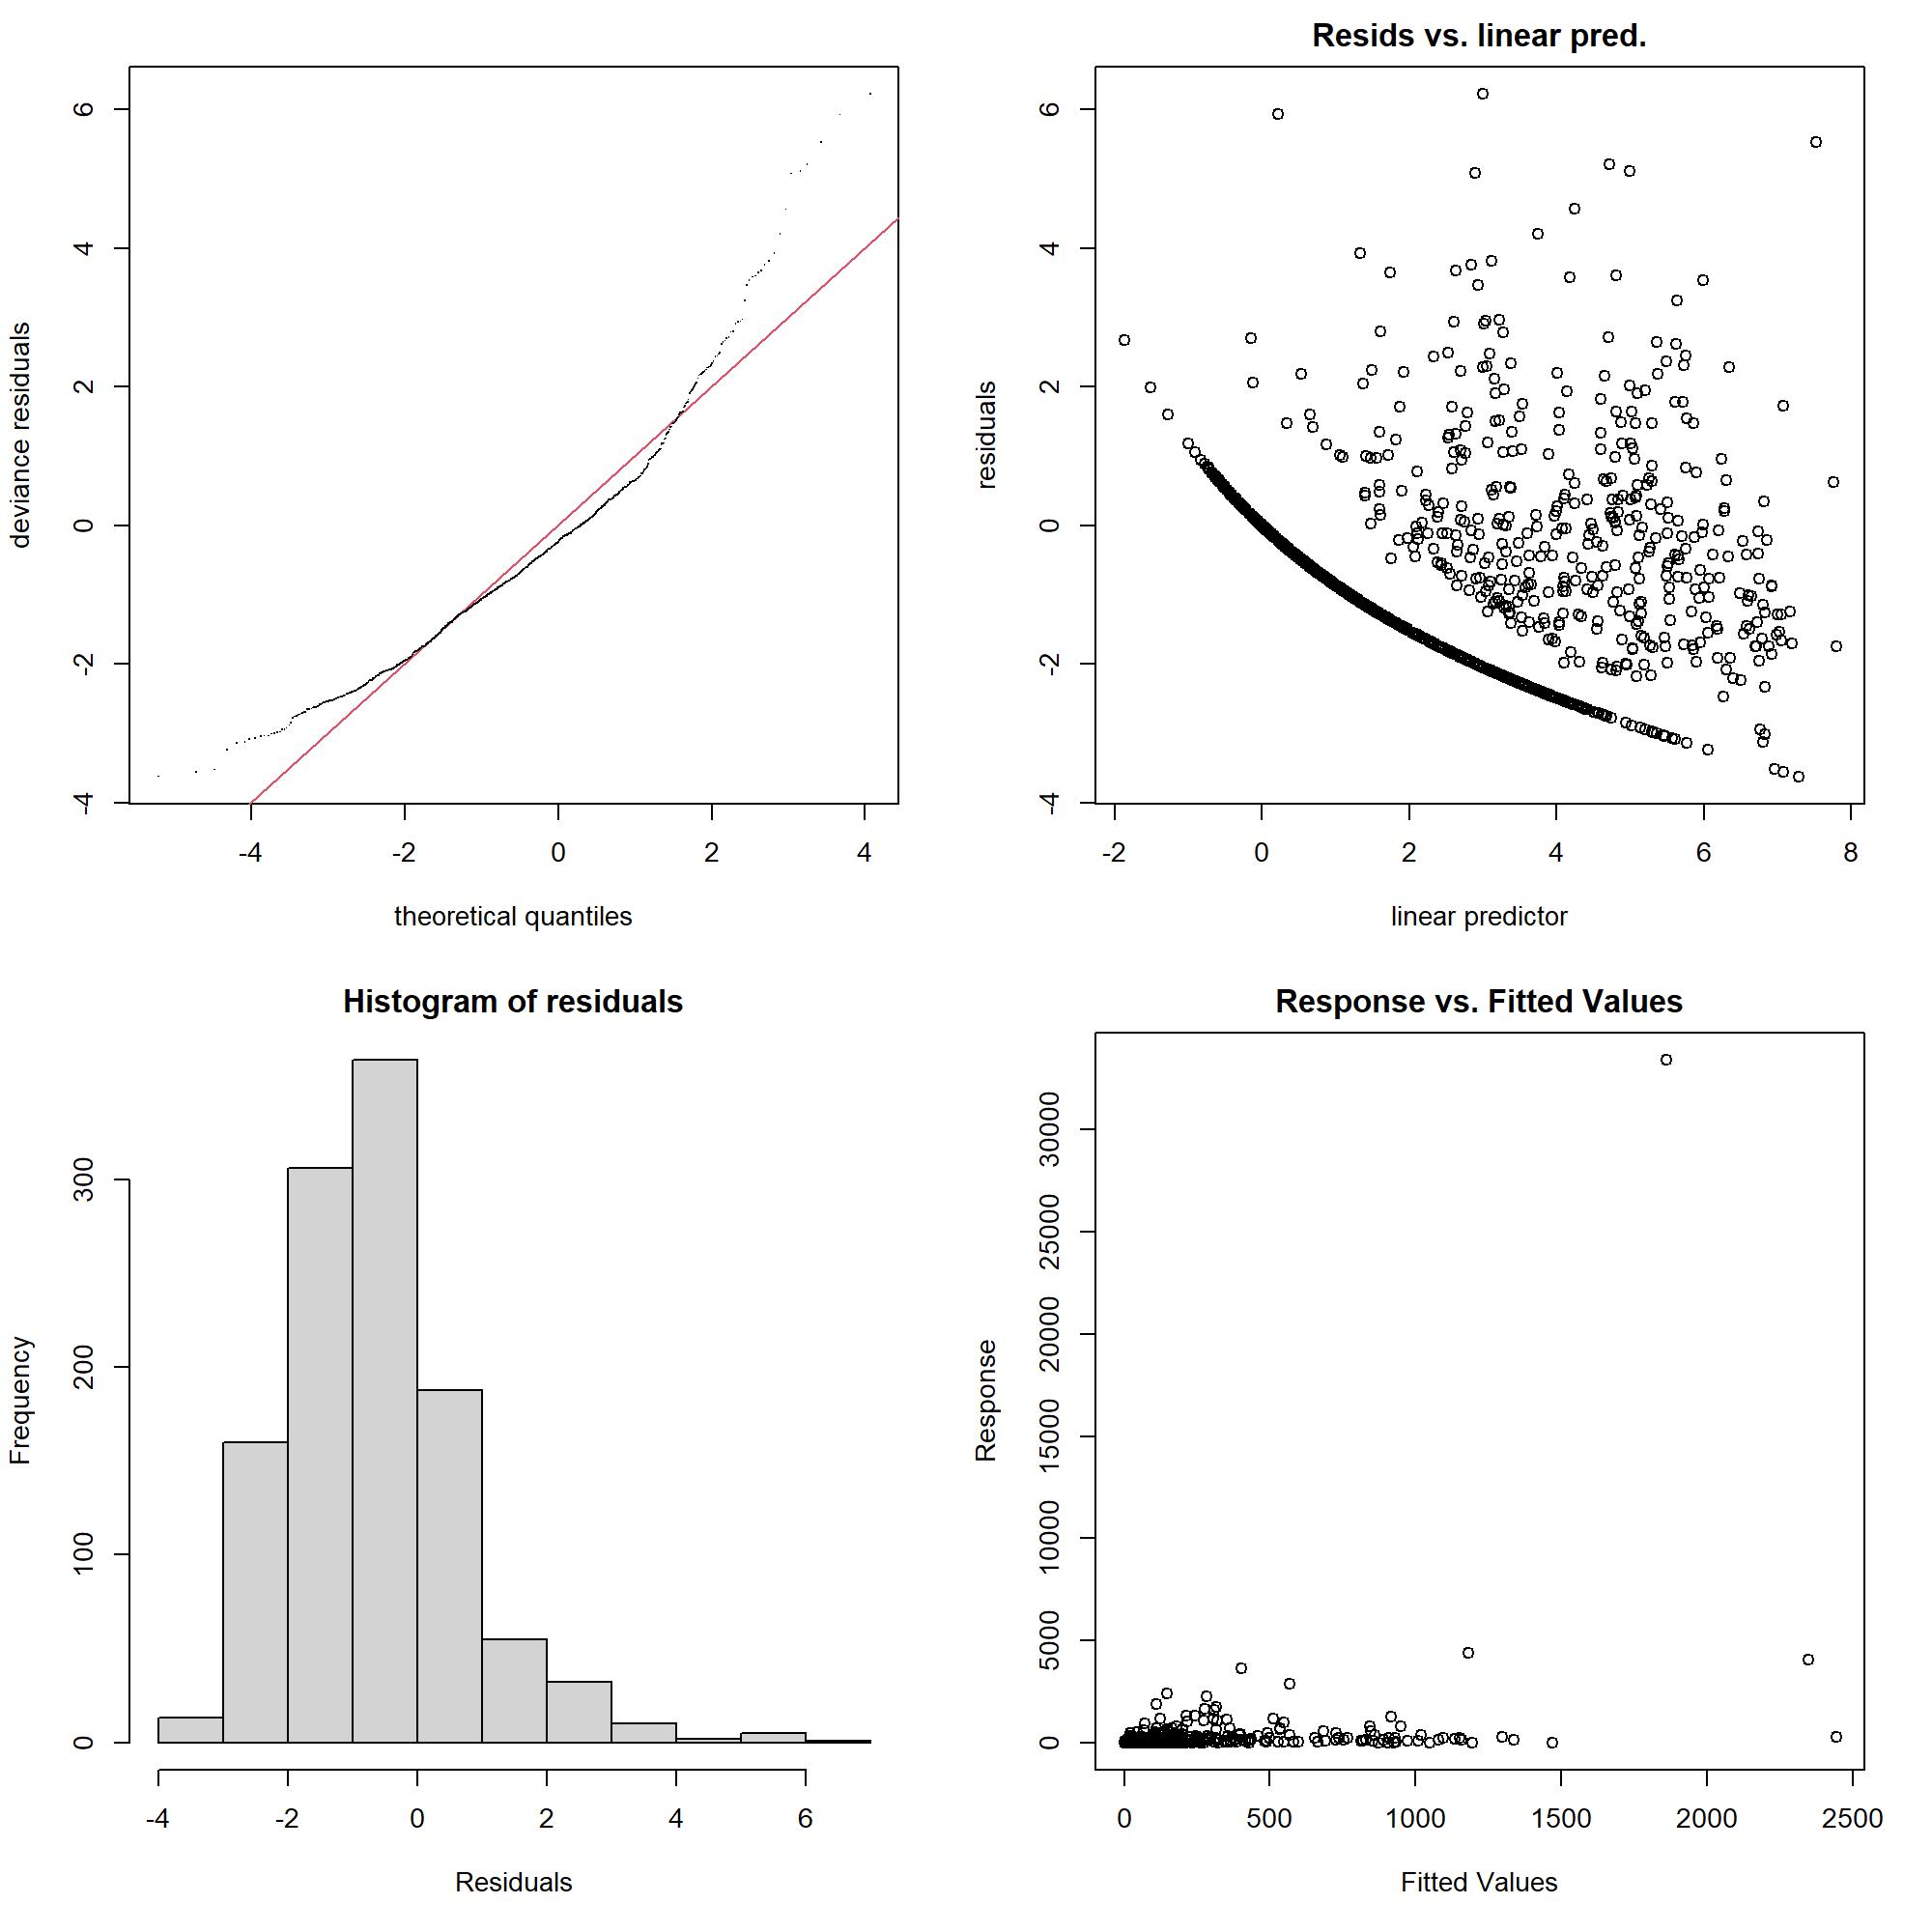 deviance residuals
6
4
2
0
-2
-4
-4 -2 0 2 4
theoretical quantiles
Resids vs. linear pred.
residuals
6
4
2
0
-2
-4
-2 0 2 4 6 8
linear predictor
Histogram of residuals
Frequency
300
200
100
0
-4 -2 0 2 4 6
Residuals
Response vs. Fitted Values
Response
30000
25000
20000
15000
10000
5000
0
0 500 1000 1500 2000 2500
Fitted Values